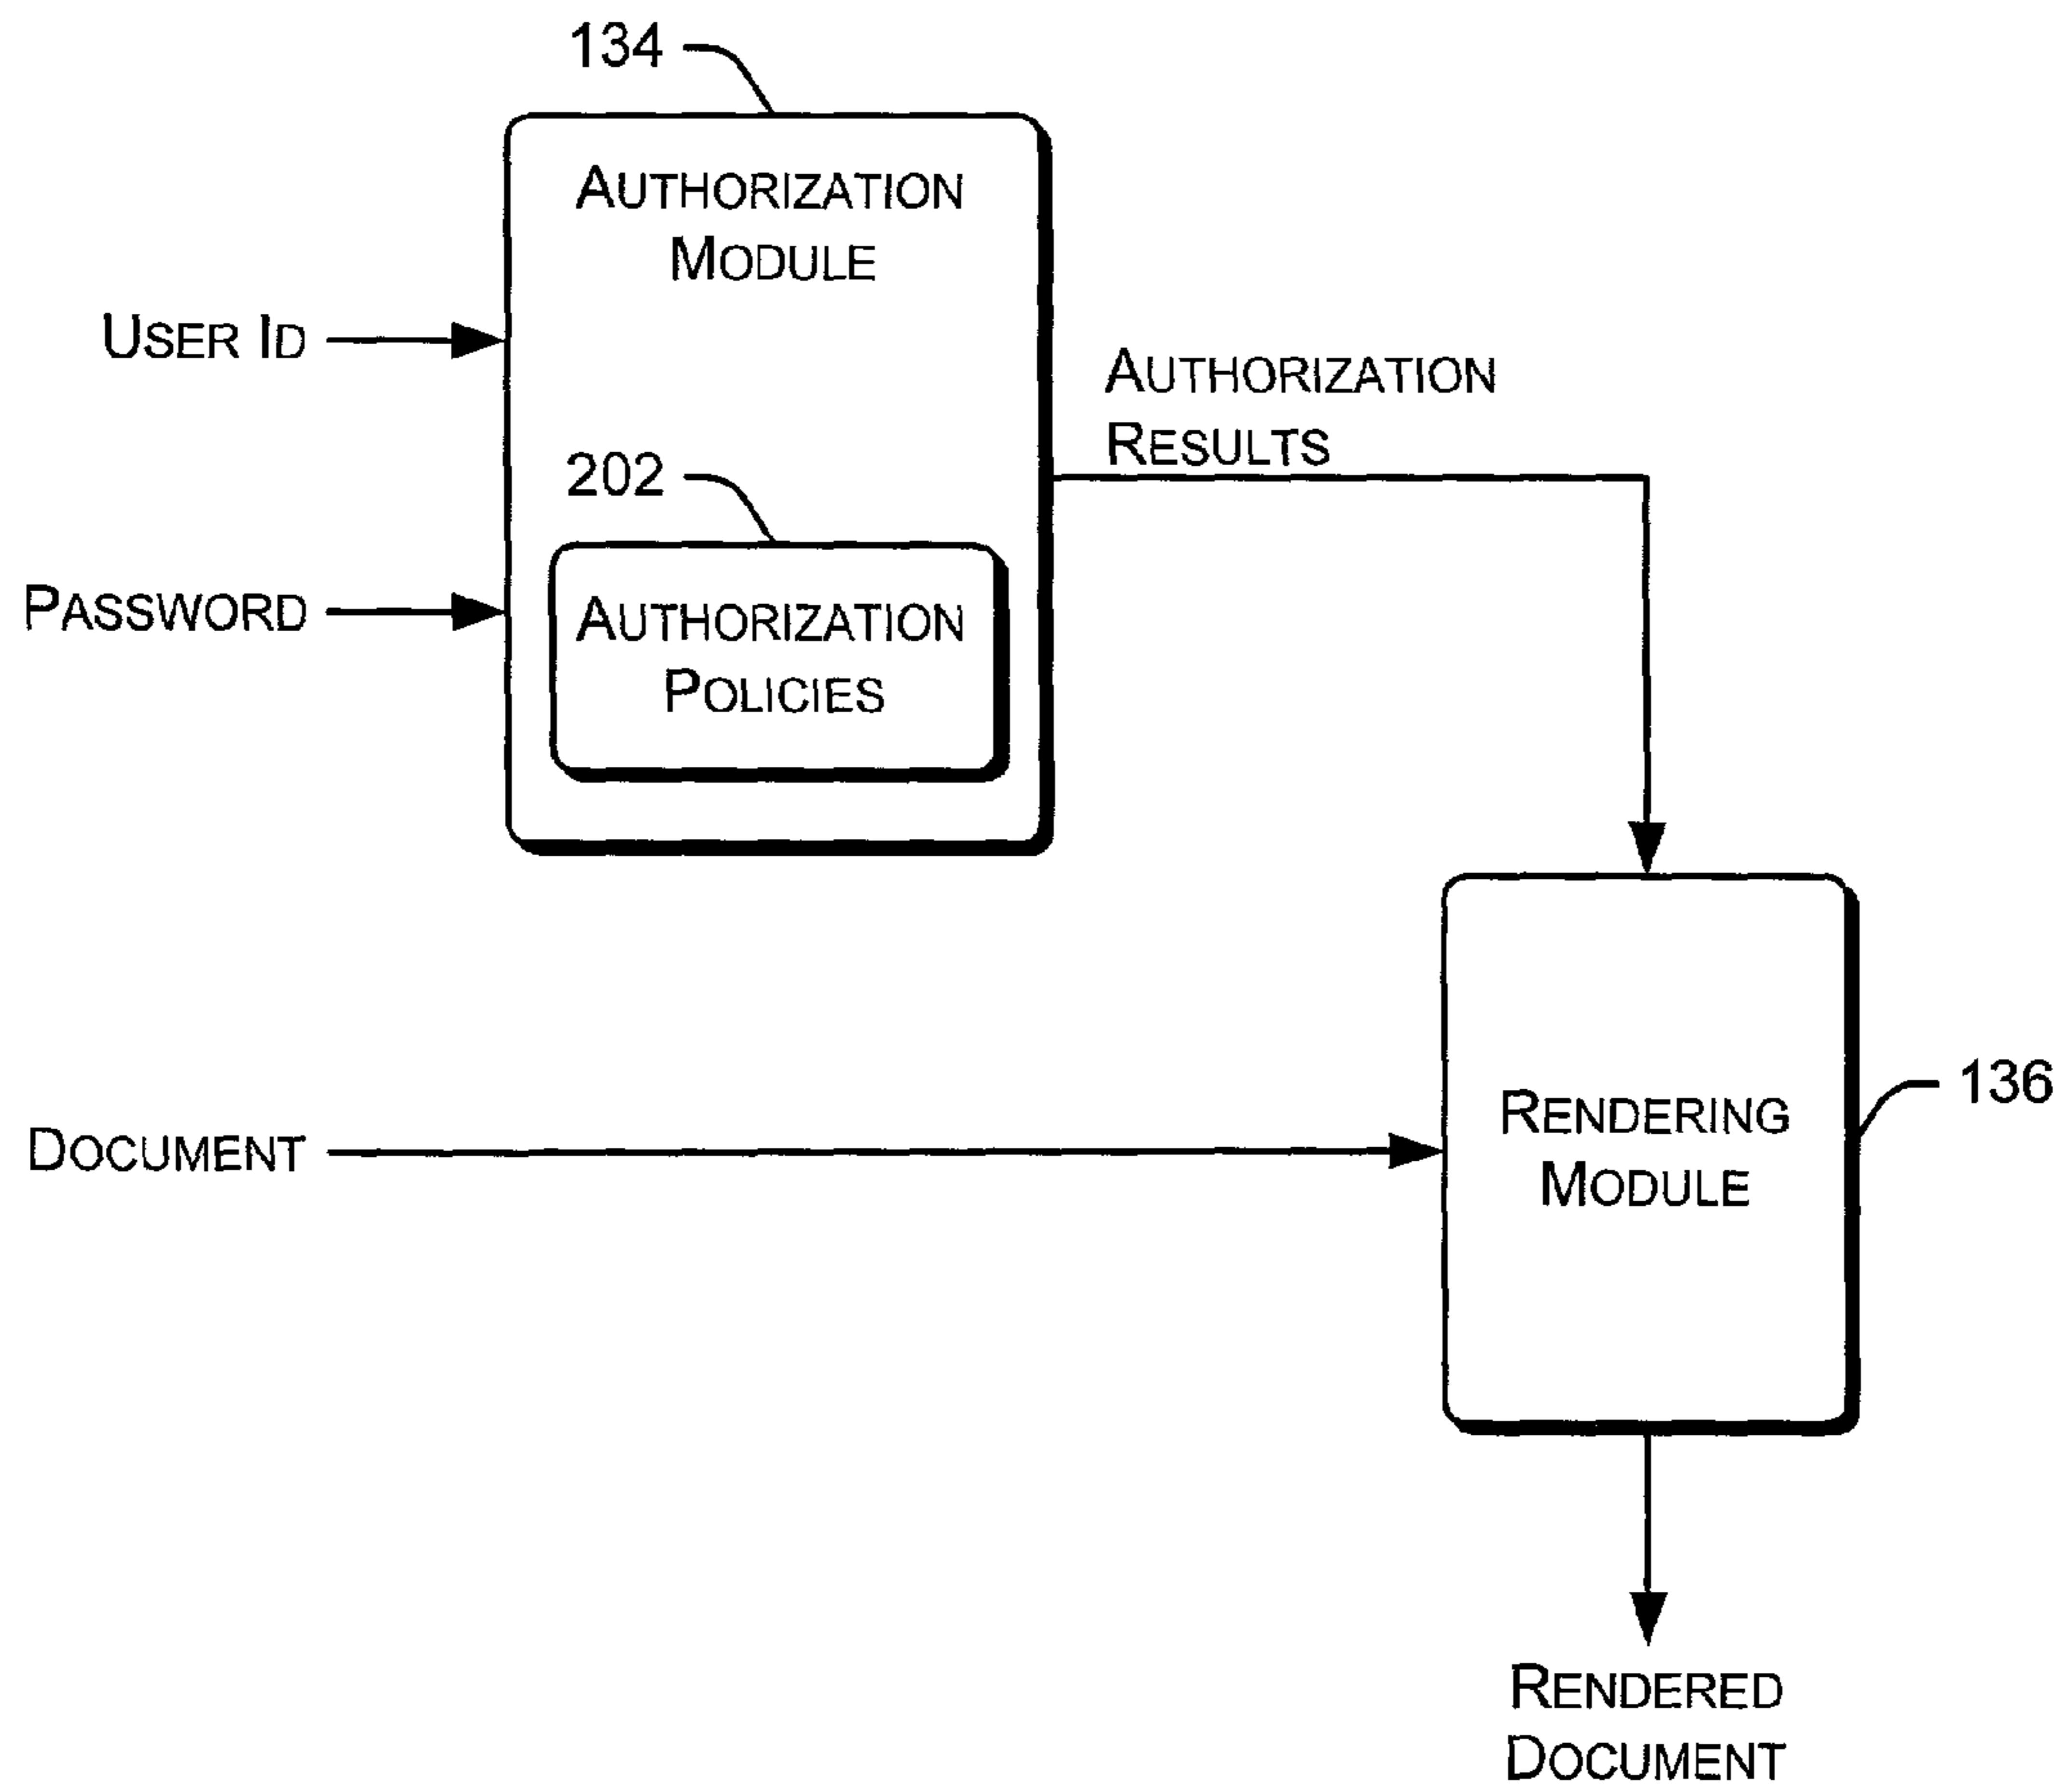 134
AUTHORIZATION
MODULE
USER ID
AUTHORIZATION
RESULTS
202
PASSWORD
AUTHORIZATION
POLICIES
136
DOCUMENT
RENDERING
MODULE
RENDERED
DOCUMENT